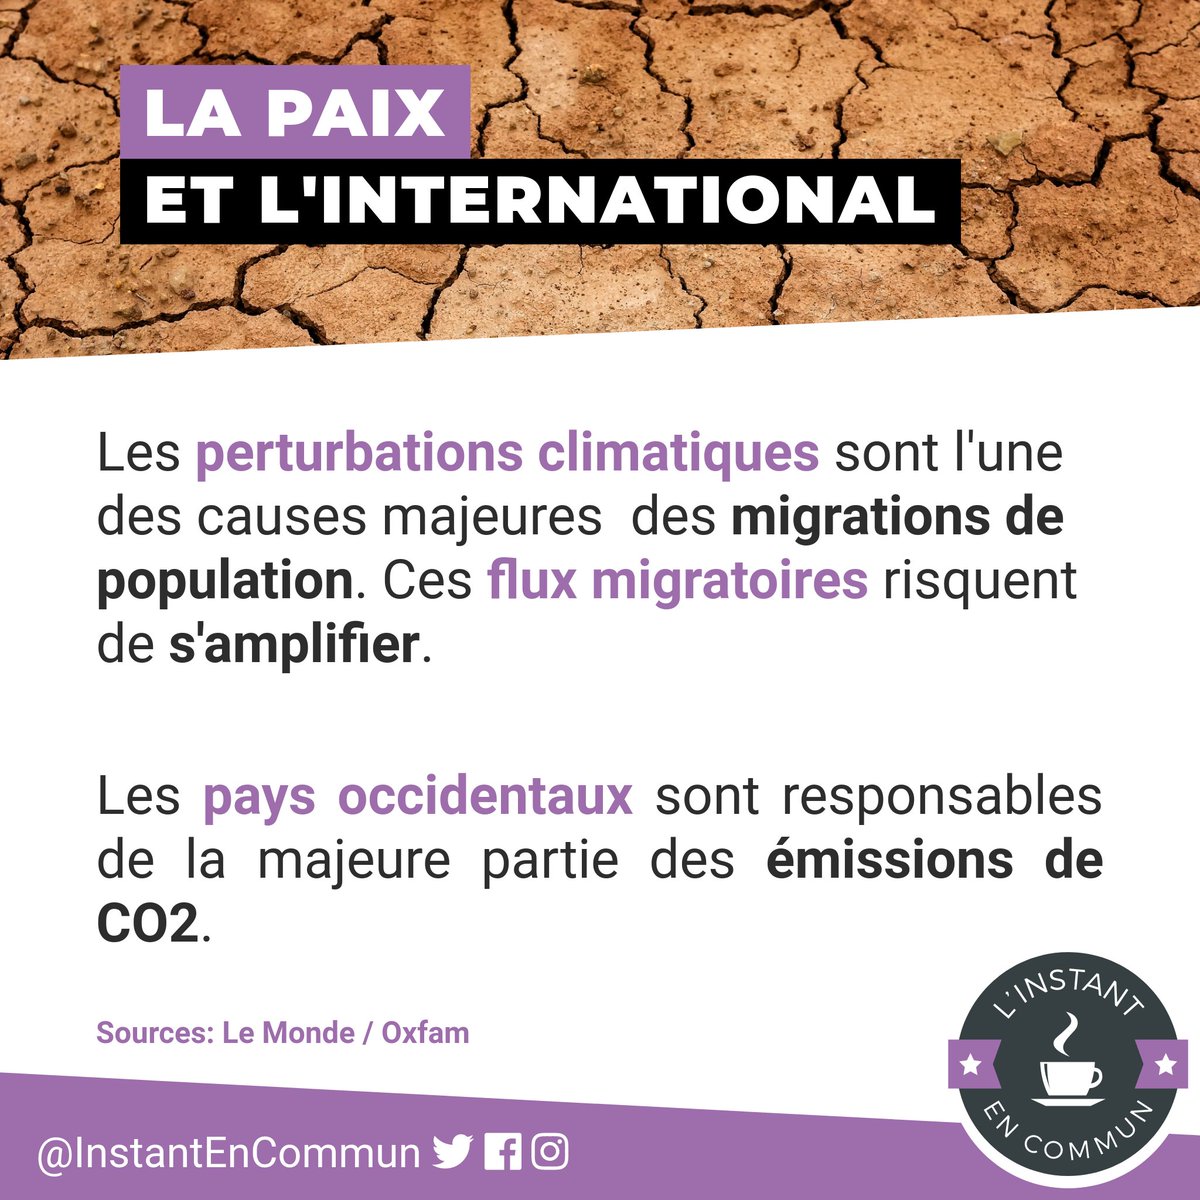 LA PAIX
ET L'INTERNATIONAL
Les perturbations climatiques sont l'une
des causes majeures des migrations de
population. Ces flux migratoires risquent
de s'amplifier.
Les pays occidentaux sont responsables
de la majeure partie des émissions de
CO2.
Sources: Le Monde / Oxfam
L'INSTANT
EN COMMUN
@InstantEnCommun